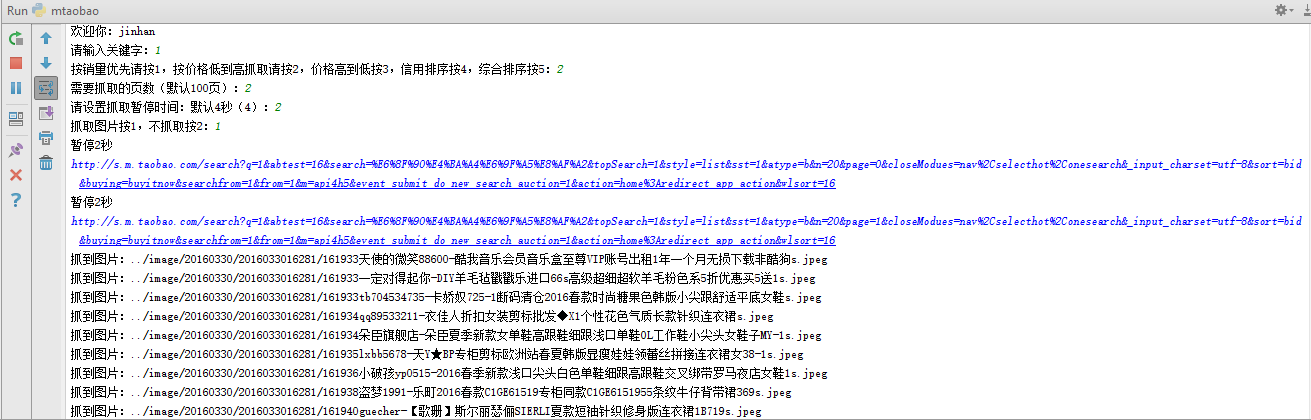 Run mtaobao
欢迎你：jinhan
请输入关键字：1
按销量优先请按1，按价格低到高抓取请按2，价格高到低按3，信用排序按4，综合排序按5：2
需要抓取的页数（默认100页）：2
请设置抓取暂停时间：默认4秒（4）：2
抓取图片按1，不抓取按2：1
暂停2秒
http://s.m.taobao.com/search?q=1&abtest=16&search=%E6%8F%90%E4%BA%A4%E6%9F%A5%E8%AF%A2&topSearch=1&style=list&sst=1&atype=b&n=20&page=0&closeModues=nav%2Cselecthot%2Conesearch&_input_charset=utf-8&sort=bid
&buying=buyitnow&searchfrom=1&from=1&m=api4h5&event_submit_do_new_search_auction=1&action=home%3Aredirect_app_action&wlsort=16
暂停2秒
http://s.m.taobao.com/search?q=1&abtest=16&search=%E6%8F%90%E4%BA%A4%E6%9F%A5%E8%AF%A2&topSearch=1&style=list&sst=1&atype=b&n=20&page=1&closeModues=nav%2Cselecthot%2Conesearch&_input_charset=utf-8&sort=bid
&buying=buyitnow&searchfrom=1&from=1&m=api4h5&event_submit_do_new_search_auction=1&action=home%3Aredirect_app_action&wlsort=16
抓到图片：../image/20160330/2016033016281/161933天使的微笑88600-酷我音乐会员音乐盒至尊VIP账号出租1年一个月无损下载非酷狗s.jpeg
抓到图片：../image/20160330/2016033016281/161933一定对得起你-DIY羊毛毡戳戳乐进口66s高级超细超软羊毛粉色系5折优惠买5送1s.jpeg
抓到图片：../image/20160330/2016033016281/161933tb704534735-卡娇奴725-1断码清仓2016春款时尚糖果色韩版小尖跟舒适平底女鞋s.jpeg
抓到图片：../image/20160330/2016033016281/161934qq89533211-衣佳人折扣女装剪标批发◆X1个性花色气质长款针织连衣裙s.jpeg
抓到图片：../image/20160330/2016033016281/161934朵臣旗舰店-朵臣夏季新款女单鞋高跟鞋细跟浅口单鞋OL工作鞋小尖头女鞋子MY-1s.jpeg
抓到图片：../image/20160330/2016033016281/161935lxbb5678-天Y★BP专柜剪标欧洲站春夏韩版显瘦娃娃领蕾丝拼接连衣裙女38-1s.jpeg
抓到图片：../image/20160330/2016033016281/161936小破孩yp0515-2016春季新款浅口尖头白色单鞋细跟高跟鞋交叉绑带罗马夜店女鞋1s.jpeg
抓到图片：../image/20160330/2016033016281/161938盗梦1991-乐町2016春款C1GE61519专柜同款C1GE6151955条纹牛仔背带裙369s.jpeg
抓到图片：../image/20160330/2016033016281/161940guecher-【歌珊】斯尔丽瑟俪SIERLI夏款短袖针织修身版连衣裙1B719s.jpeg